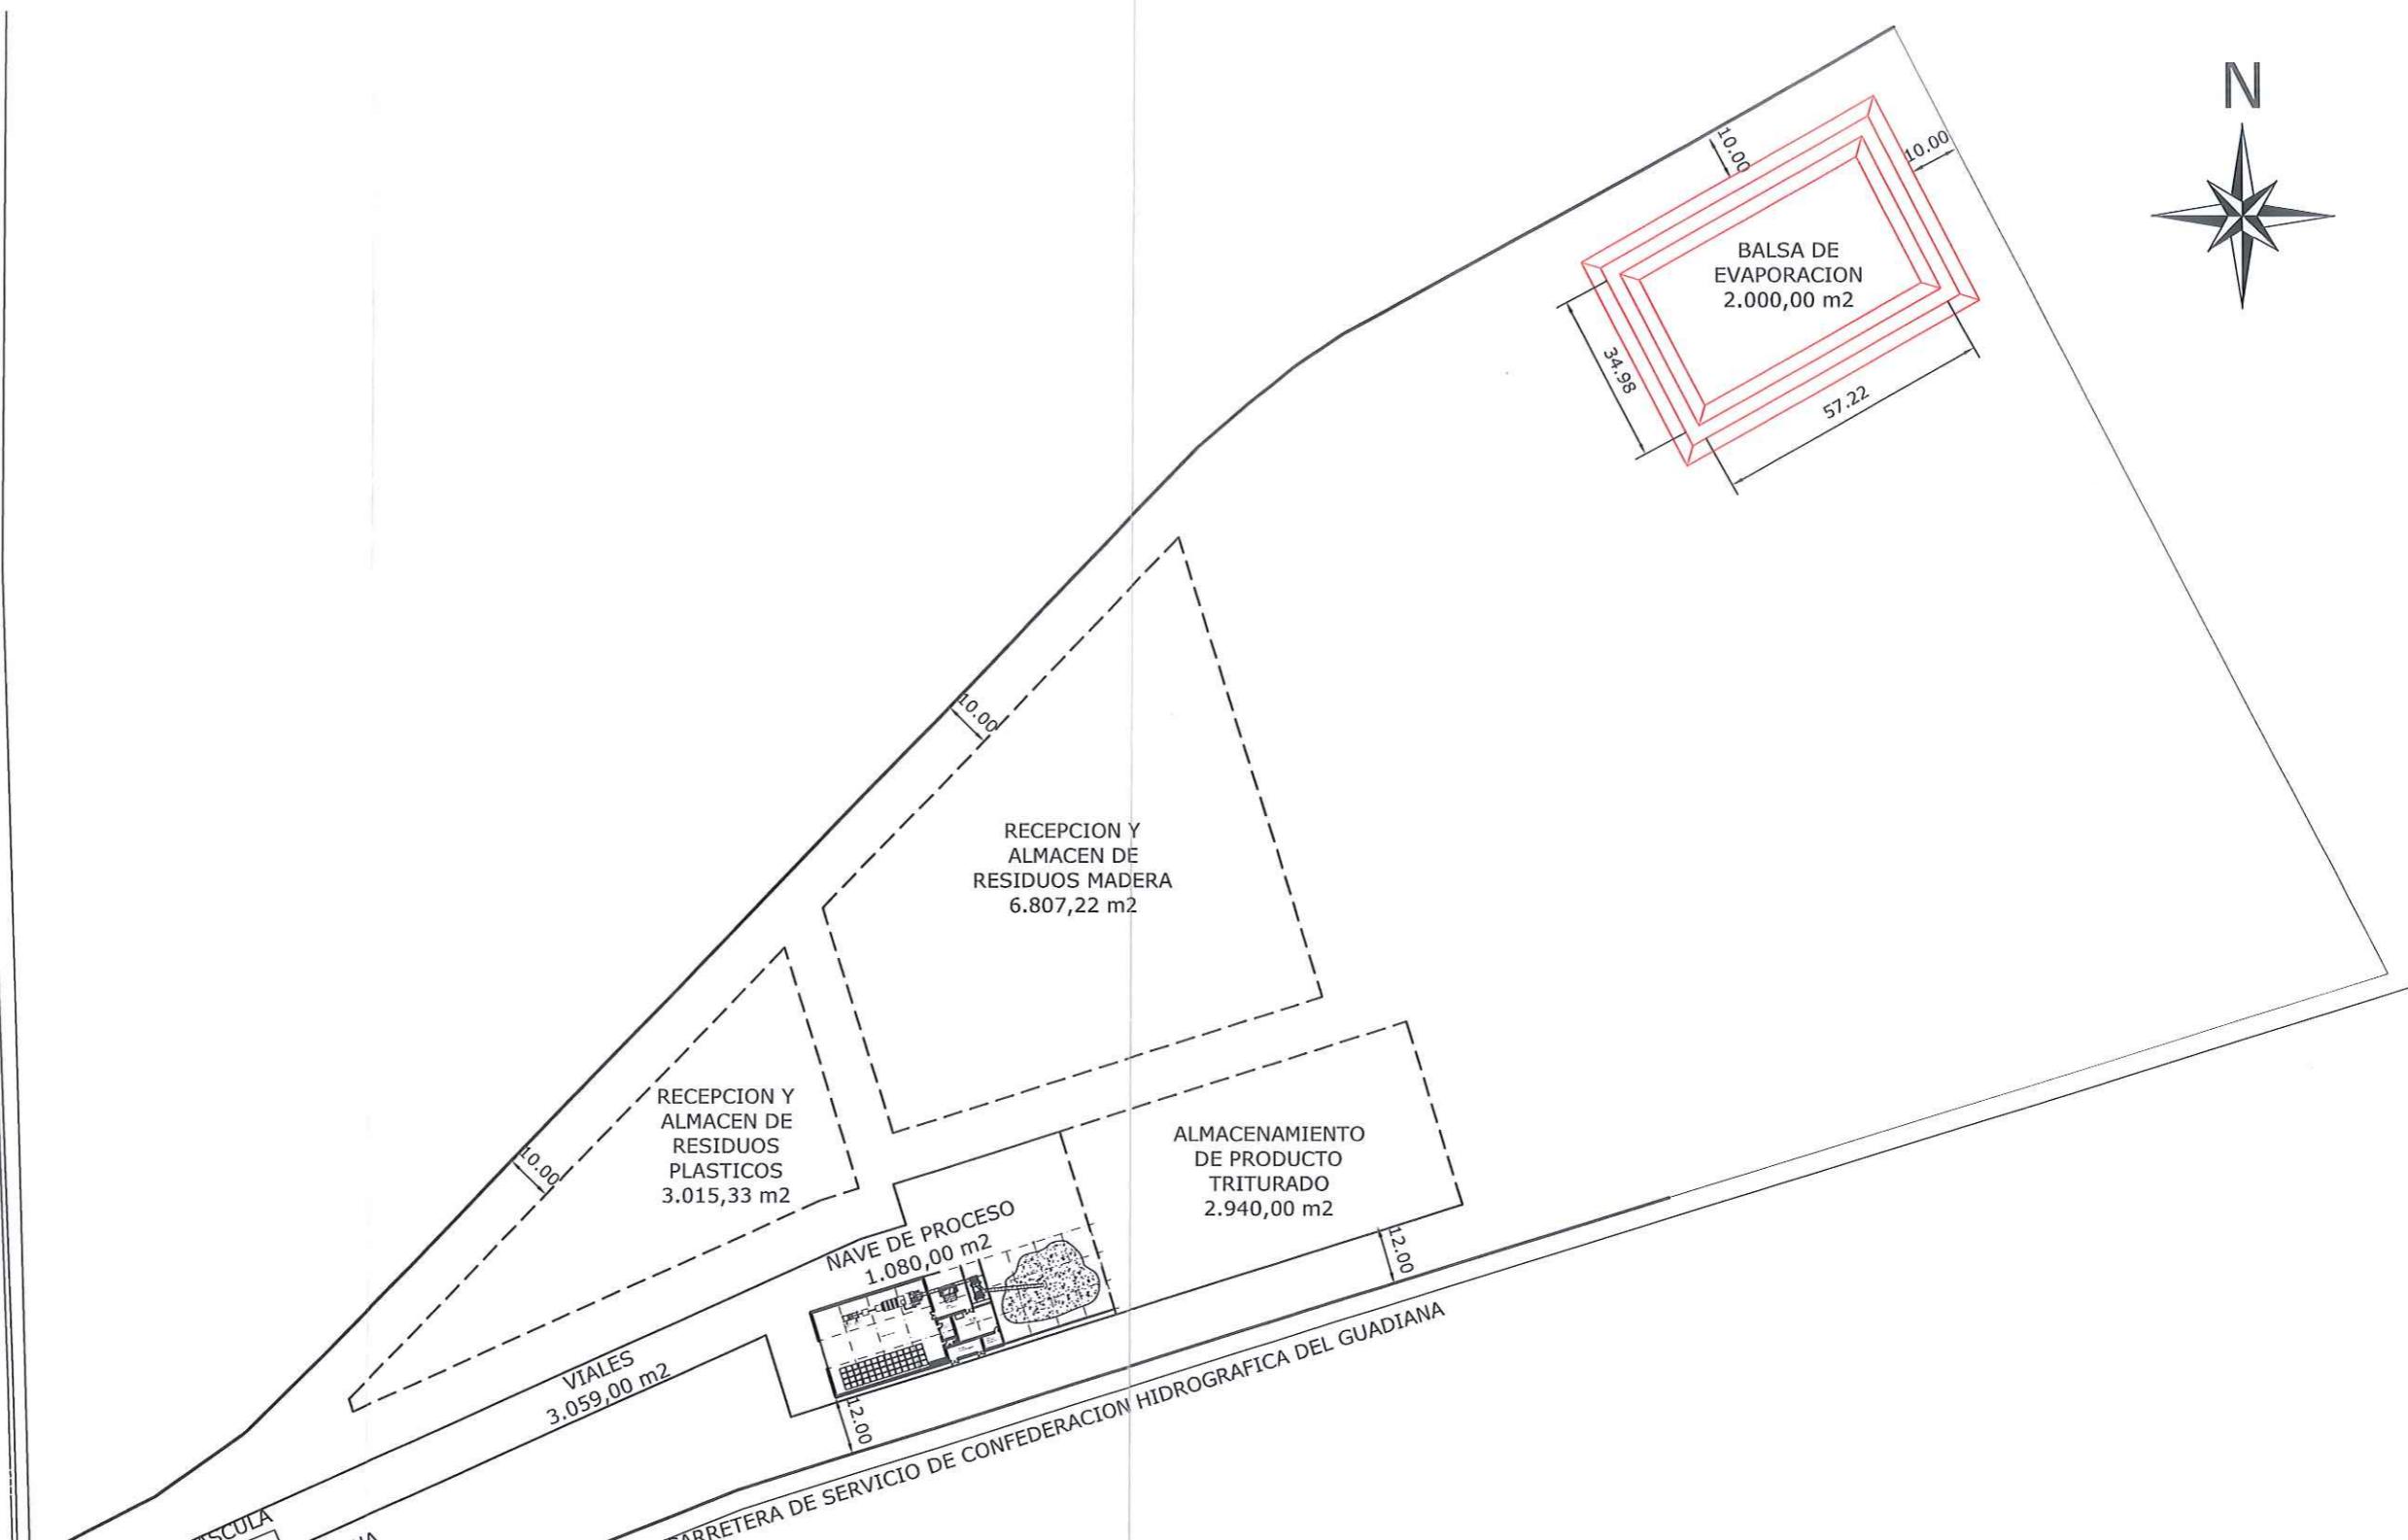 N
10.00
10.00
BALSA DE
EVAPORACION
2.000,00 m2
34.98
57.22
10.00
RECEPCION Y
ALMACEN DE
RESIDUOS MADERA
6.807,22 m2
RECEPCION Y
ALMACEN DE
RESIDUOS
PLASTICOS
3.015,33 m2
10.00
ALMACENAMIENTO
DE PRODUCTO
TRITURADO
2.940,00 m2
NAVE DE PROCESO
1.080,00 m2
12.00
VIALES
3.059,00 m2
12.00
CARRETERA DE SERVICIO DE CONFEDERACION HIDROGRAFICA DEL GUADIANA